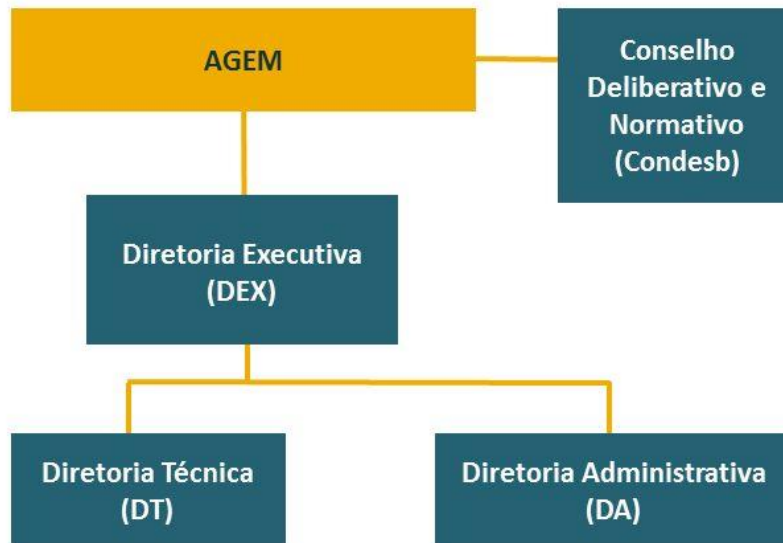 AGEM
Conselho
Deliberativo e
Normativo
(Condesb)
Diretoria Executiva
(DEX)
Diretoria Técnica
(DT)
Diretoria Administrativa
(DA)